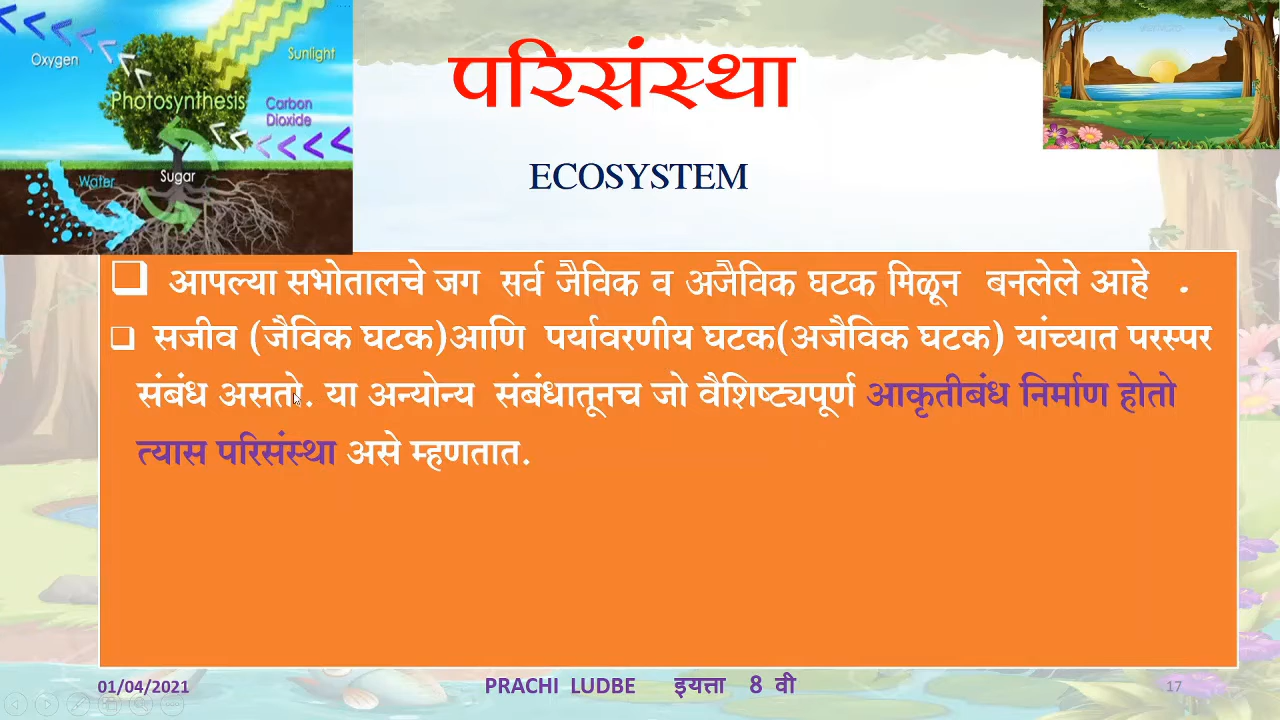 Oxygen
Sunlight
Photosynthesis
Carbon
Dioxide
Water
Sugar
परिसंस्था
ECOSYSTEM
आपल्या सभोतालचे जग सर्व जैविक व अजैविक घटक मिळून बनलेले आहे .
सजीव (जैविक घटक)आणि पर्यावरणीय घटक(अजैविक घटक) यांच्यात परस्पर
संबंध असतो. या अन्योन्य संबंधातूनच जो वैशिष्ट्यपूर्ण आकृतीबंध निर्माण होतो
त्यास परिसंस्था असे म्हणतात.
01/04/2021 PRACHI LUDBE इयत्ता 8 वी 17